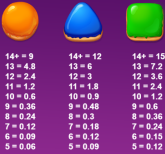 14+ = 9
13 = 4.8
12 = 2.4
11 = 1.2
10 = 0.6
9 = 0.36
8 = 0.24
7 = 0.12
6 = 0.09
5 = 0.06
14+ = 12
13 = 6
12 = 3
11 = 1.8
10 = 0.9
9 = 0.48
8 = 0.3
7 = 0.18
6 = 0.12
5 = 0.09
14+ = 15
13 = 7.2
12 = 3.6
11 = 2.4
10 = 1.2
9 = 0.6
8 = 0.36
7 = 0.24
6 = 0.15
5 = 0.12